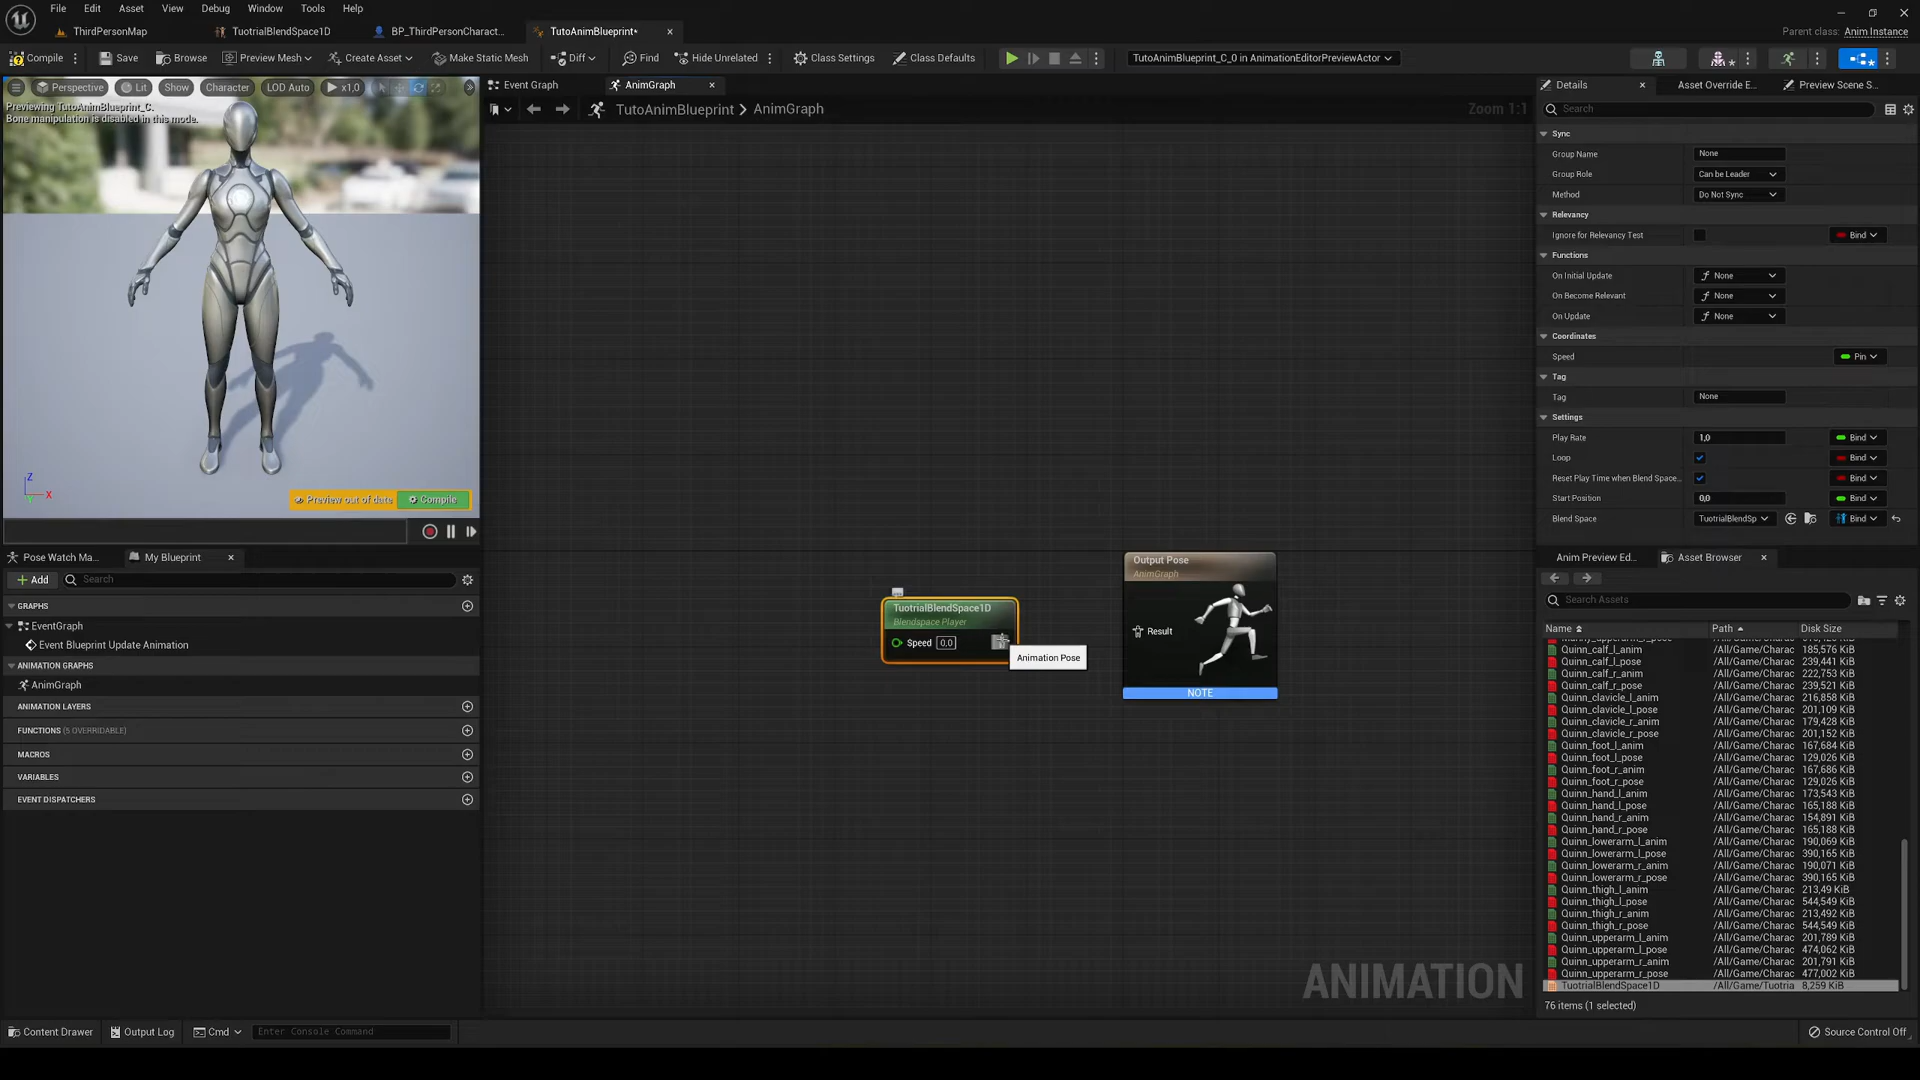 File Edit Asset View Debug Window Tools Help
Parent class: Anim Instance
ThirdPersonMap TuotrialBlendSpace1D BP_ThirdPersonCharact... TutoAnimBlueprint*
Compile Save Browse Preview Mesh Create Asset Make Static Mesh Diff Find Hide Unrelated Class Settings Class Defaults TutoAnimBlueprint_C_0 in AnimationEditorPreviewActor
Perspective Lit Show Character LOD Auto x1,0
Previewing TutoAnimBlueprint_C.
Bone manipulation is disabled in this mode.
Z
X
Preview out of date Compile
Pose Watch Ma... My Blueprint
Add Search
GRAPHS
EventGraph
Event Blueprint Update Animation
ANIMATION GRAPHS
AnimGraph
ANIMATION LAYERS
FUNCTIONS (5 OVERRIDABLE)
MACROS
VARIABLES
EVENT DISPATCHERS
Event Graph AnimGraph
TutoAnimBlueprint > AnimGraph Zoom 1:1
TuotrialBlendSpace1D
Blendspace Player
Speed 0,0
Animation Pose
Output Pose
AnimGraph
Result
NOTE
ANIMATION
Details Asset Override E... Preview Scene S...
Search
Sync
Group Name None
Group Role Can be Leader
Method Do Not Sync
Relevancy
Ignore for Relevancy Test Bind
Functions
On Initial Update None
On Become Relevant None
On Update None
Coordinates
Speed Pin
Tag
Tag None
Settings
Play Rate 1,0 Bind
Loop Bind
Reset Play Time when Blend Space... Bind
Start Position 0,0 Bind
Blend Space TuotrialBlendSp Bind
Anim Preview Ed... Asset Browser
Search Assets
Name Path Disk Size
Quinn_calf_l_anim /All/Game/Charac 185,576 KiB
Quinn_calf_l_pose /All/Game/Charac 239,441 KiB
Quinn_calf_r_anim /All/Game/Charac 222,753 KiB
Quinn_calf_r_pose /All/Game/Charac 239,521 KiB
Quinn_clavicle_l_anim /All/Game/Charac 216,858 KiB
Quinn_clavicle_l_pose /All/Game/Charac 201,109 KiB
Quinn_clavicle_r_anim /All/Game/Charac 179,428 KiB
Quinn_clavicle_r_pose /All/Game/Charac 201,152 KiB
Quinn_foot_l_anim /All/Game/Charac 167,684 KiB
Quinn_foot_l_pose /All/Game/Charac 129,026 KiB
Quinn_foot_r_anim /All/Game/Charac 167,686 KiB
Quinn_foot_r_pose /All/Game/Charac 129,026 KiB
Quinn_hand_l_anim /All/Game/Charac 173,543 KiB
Quinn_hand_l_pose /All/Game/Charac 165,188 KiB
Quinn_hand_r_anim /All/Game/Charac 154,891 KiB
Quinn_hand_r_pose /All/Game/Charac 165,188 KiB
Quinn_lowerarm_l_anim /All/Game/Charac 190,069 KiB
Quinn_lowerarm_l_pose /All/Game/Charac 390,165 KiB
Quinn_lowerarm_r_anim /All/Game/Charac 190,071 KiB
Quinn_lowerarm_r_pose /All/Game/Charac 390,165 KiB
Quinn_thigh_l_anim /All/Game/Charac 213,49 KiB
Quinn_thigh_l_pose /All/Game/Charac 544,549 KiB
Quinn_thigh_r_anim /All/Game/Charac 213,492 KiB
Quinn_thigh_r_pose /All/Game/Charac 544,549 KiB
Quinn_upperarm_l_anim /All/Game/Charac 201,789 KiB
Quinn_upperarm_l_pose /All/Game/Charac 474,062 KiB
Quinn_upperarm_r_anim /All/Game/Charac 201,791 KiB
Quinn_upperarm_r_pose /All/Game/Charac 477,002 KiB
TuotrialBlendSpace1D /All/Game/Tuotria 8,259 KiB
76 items (1 selected)
Content Drawer Output Log Cmd Enter Console Command Source Control Off